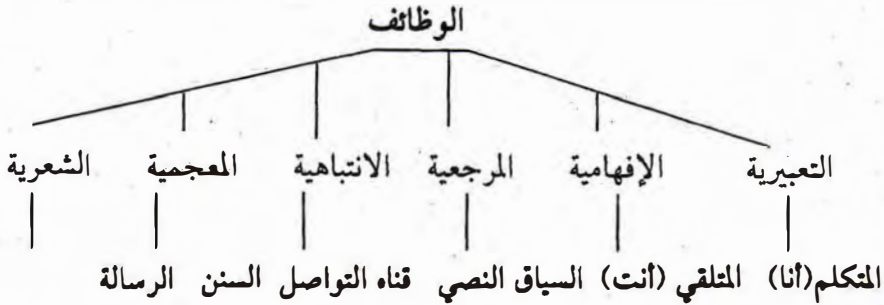 الوظائف
التعبيرية الإفهامية المرجعية الانتباهية المعجمية الشعرية
المتكلم(أنا) المتلقي (أنت) السياق النصي قناه التواصل السنن الرسالة